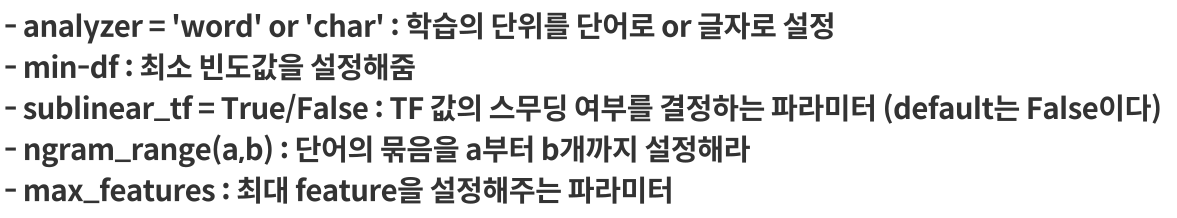 - analyzer = 'word' or 'char' : 학습의 단위를 단어로 or 글자로 설정
- min-df : 최소 빈도값을 설정해줌
- sublinear_tf = True/False : TF 값의 스무딩 여부를 결정하는 파라미터 (default는 False이다)
- ngram_range(a,b) : 단어의 묶음을 a부터 b개까지 설정해라
- max_features : 최대 feature을 설정해주는 파라미터